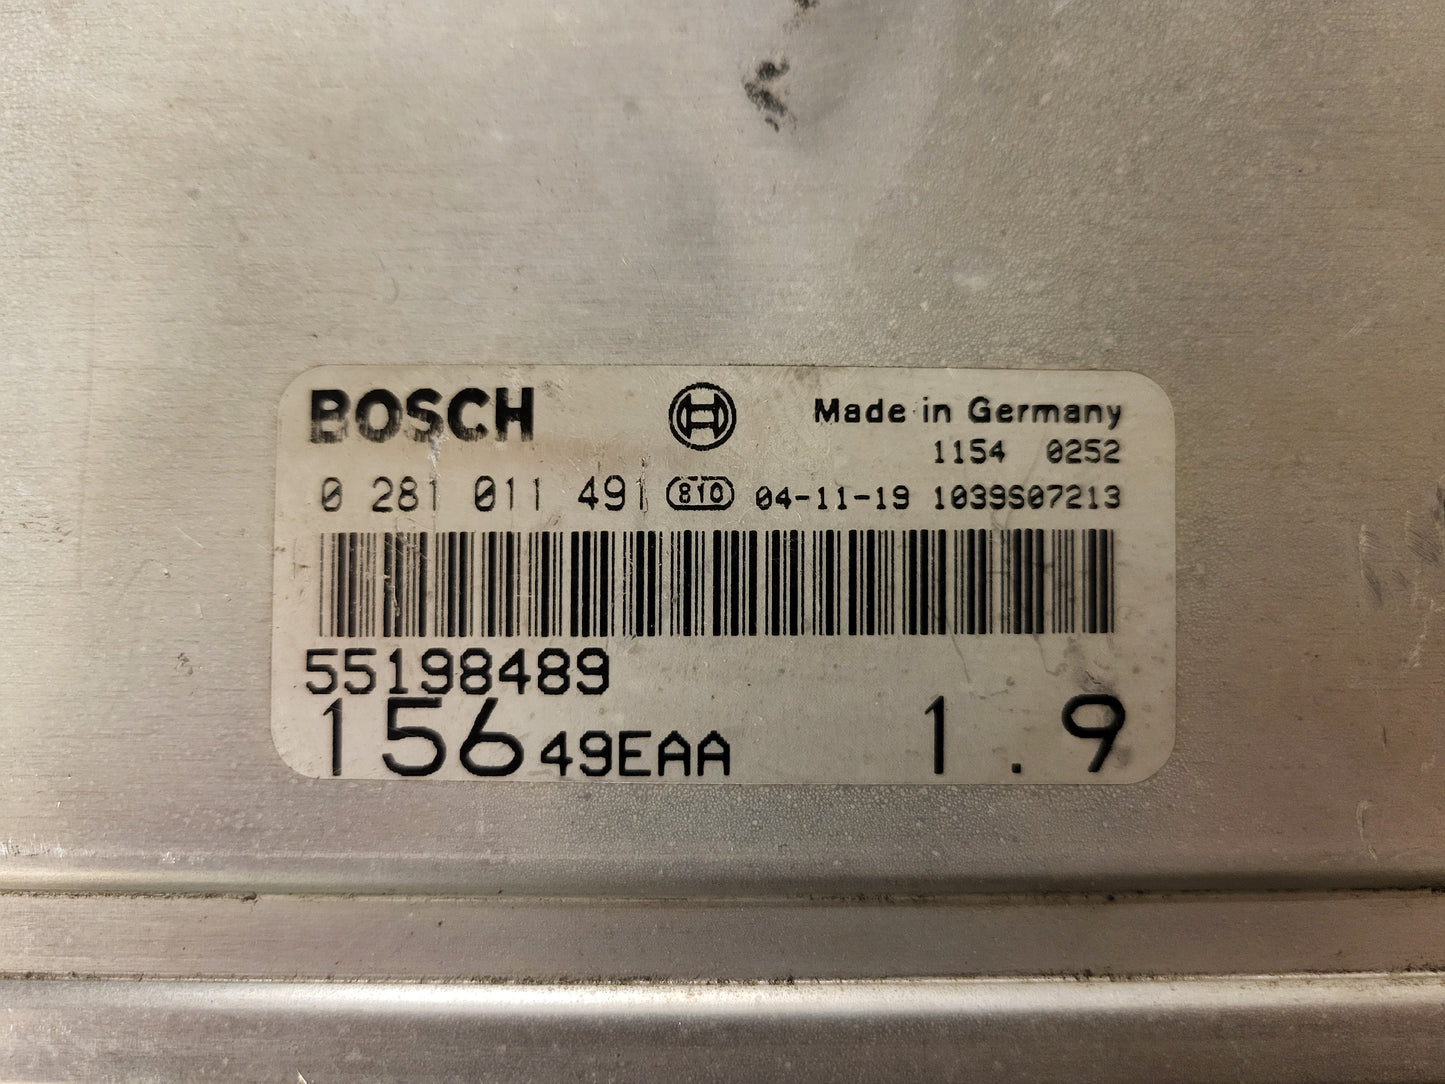 BOSCH Made in Germany
1154 0252
0 281 011 491 810 04-11-19 1039S07213
55198489
156 49EAA 1.9